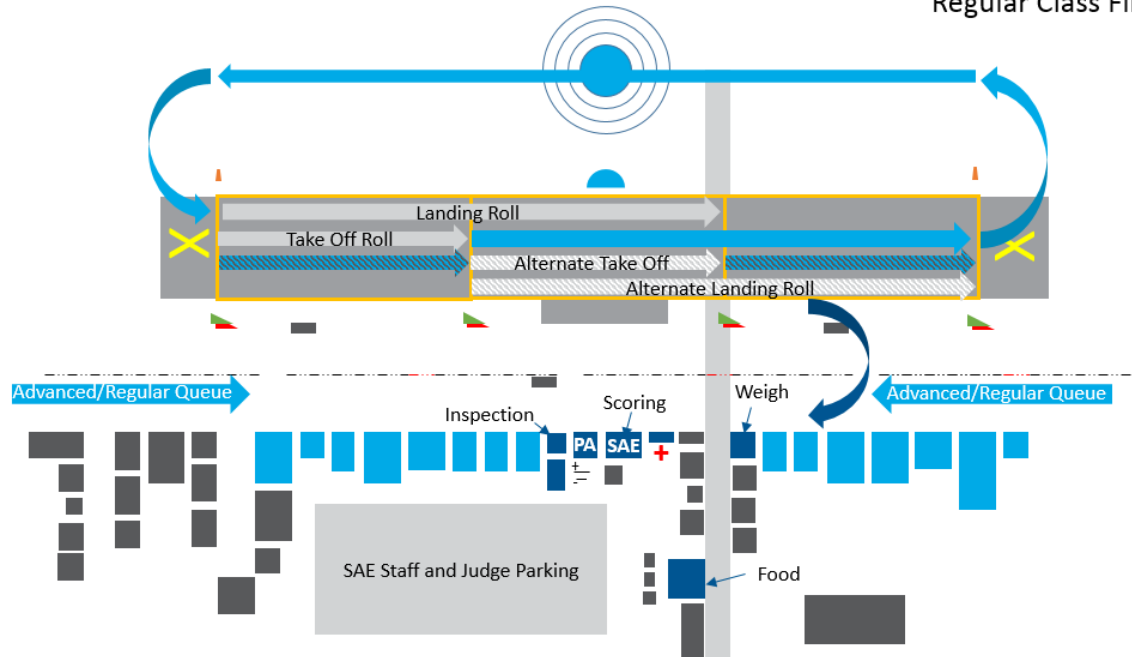 Regular Class
Landing Roll
Take Off Roll
Alternate Take Off
Alternate Landing Roll
Advanced/Regular Queue
Advanced/Regular Queue
Weigh
Scoring
Inspection
PA
SAE
SAE Staff and Judge Parking
Food